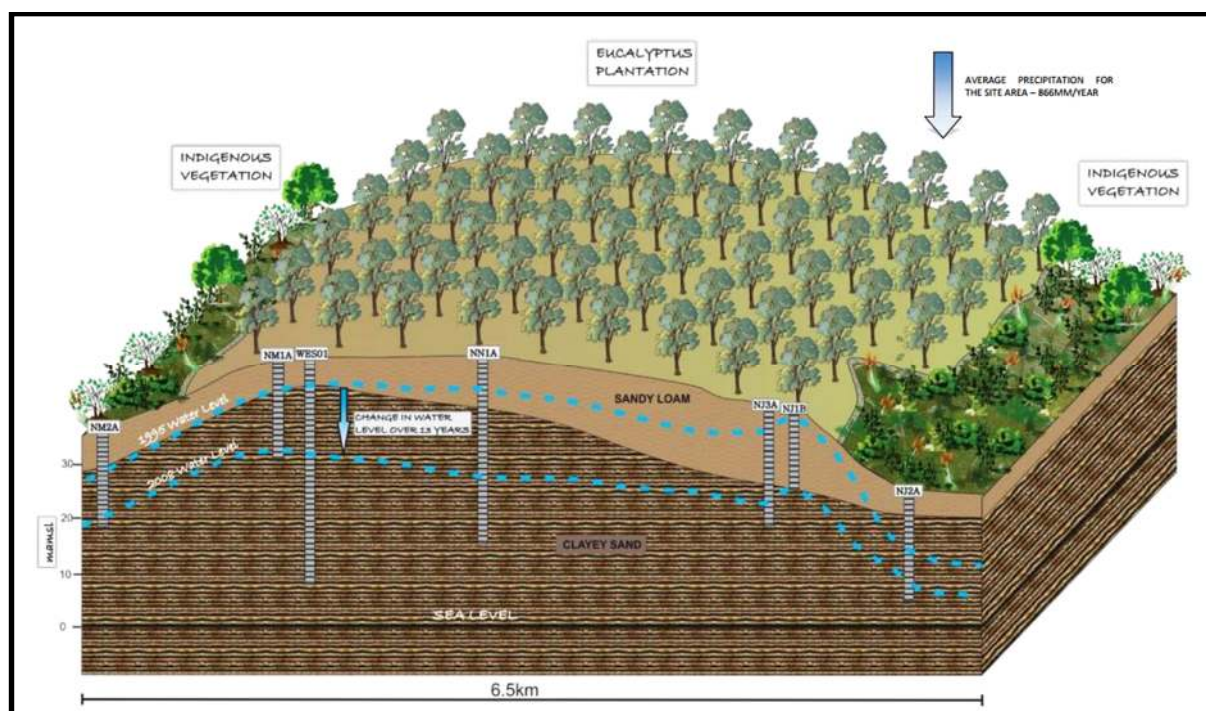 EUCALYPTUS
PLANTATION
AVERAGE PRECIPITATION FOR
THE SITE AREA – 866MM/YEAR
INDIGENOUS
VEGETATION
INDIGENOUS
VEGETATION
NM1A
WES01
NN1A
NM2A
1995 Water Level
CHANGE IN WATER
LEVEL OVER 13 YEARS
SANDY LOAM
NJ3A
NJ1B
2008 Water Level
30
NJ2A
20
mamsl
CLAYEY SAND
10
SEA LEVEL
0
6.5km